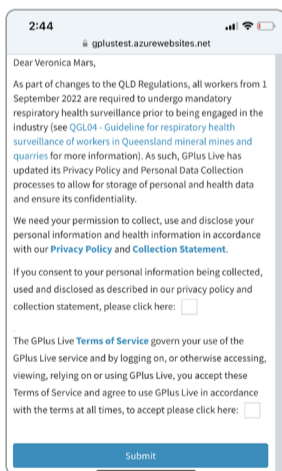 2:44
gplustest.azurewebsites.net
Dear Veronica Mars,
As part of changes to the QLD Regulations, all workers from 1
September 2022 are required to undergo mandatory
respiratory health surveillance prior to being engaged in the
industry (see QGL04 - Guideline for respiratory health
surveillance of workers in Queensland mineral mines and
quarries for more information). As such, GPlus Live has
updated its Privacy Policy and Personal Data Collection
processes to allow for storage of personal and health data
and ensure its confidentiality.
We need your permission to collect, use and disclose your
personal information and health information in accordance
with our Privacy Policy and Collection Statement.
If you consent to your personal information being collected,
used and disclosed as described in our privacy policy and
collection statement, please click here:
The GPlus Live Terms of Service govern your use of the
GPlus Live service and by logging on, or otherwise accessing,
viewing, relying on or using GPlus Live, you accept these
Terms of Service and agree to use GPlus Live in accordance
with the terms at all times, to accept please click here:
Submit